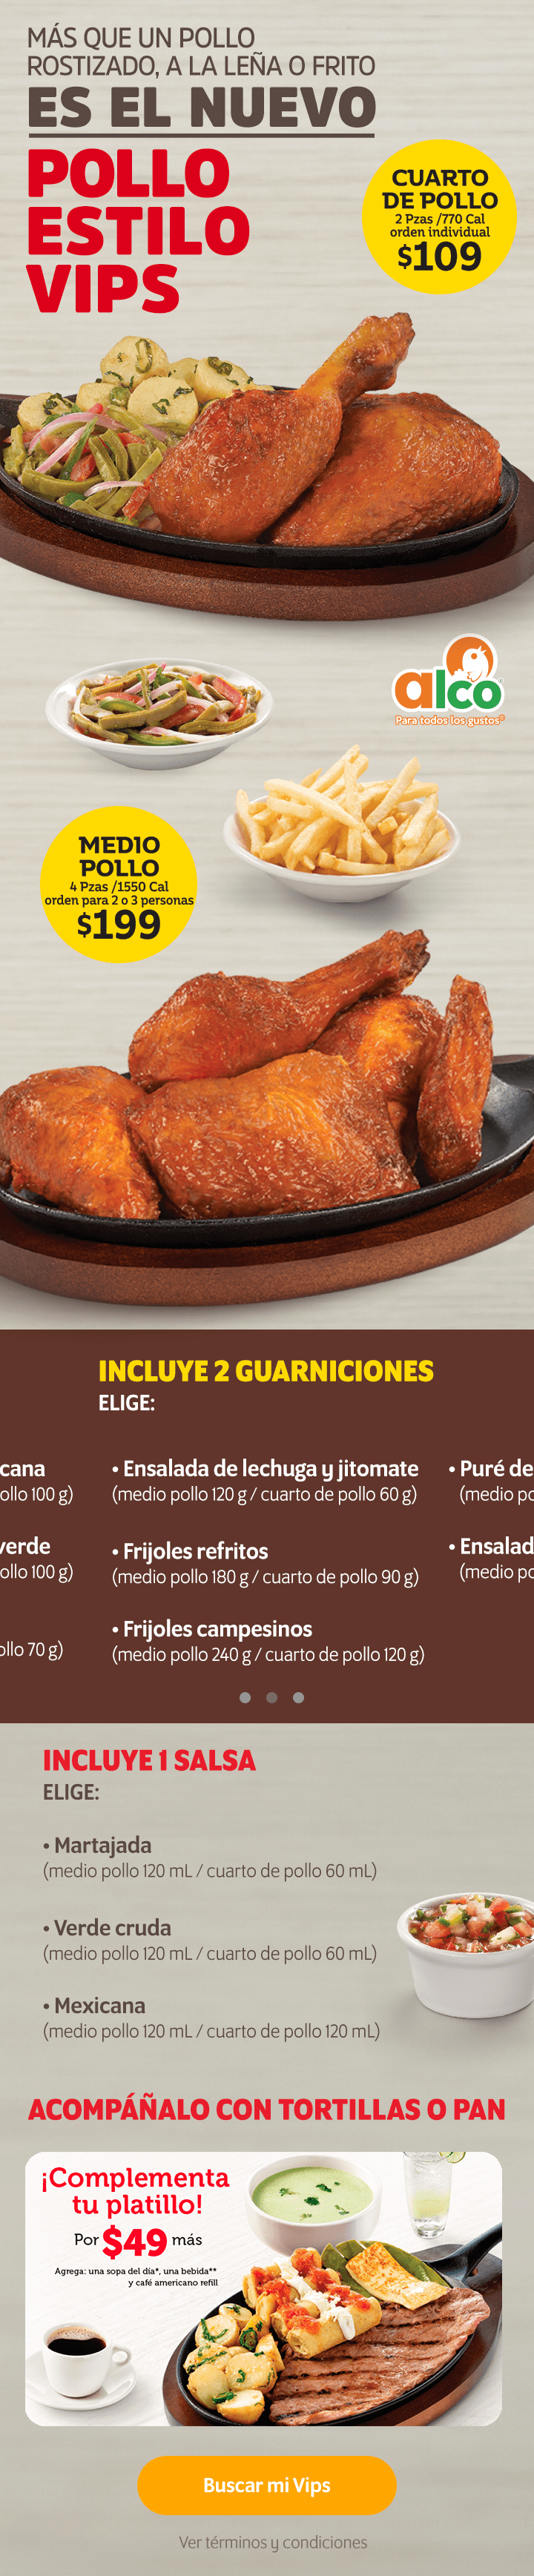 MÁS QUE UN POLLO
ROSTIZADO, A LA LEÑA O FRITO
ES EL NUEVO
POLLO
ESTILO
VIPS
CUARTO
DE POLLO
2 Pzas /770 Cal
orden individual
$109
alco
Para todos los gustos®
MEDIO
POLLO
4 Pzas /1550 Cal
orden para 2 o 3 personas
$199
INCLUYE 2 GUARNICIONES
ELIGE:
cana
ollo 100 g)
verde
ollo 100 g)
ollo 70 g)
• Ensalada de lechuga y jitomate
(medio pollo 120 g / cuarto de pollo 60 g)
• Frijoles refritos
(medio pollo 180 g / cuarto de pollo 90 g)
• Frijoles campesinos
(medio pollo 240 g / cuarto de pollo 120 g)
• Puré de
(medio po
• Ensalad
(medio po
INCLUYE 1 SALSA
ELIGE:
• Martajada
(medio pollo 120 mL / cuarto de pollo 60 mL)
• Verde cruda
(medio pollo 120 mL / cuarto de pollo 60 mL)
• Mexicana
(medio pollo 120 mL / cuarto de pollo 120 mL)
ACOMPÁÑALO CON TORTILLAS O PAN
¡Complementa
tu platillo!
Por $49 más
Agrega: una sopa del día*, una bebida**
y café americano refill
Buscar mi Vips
Ver términos y condiciones